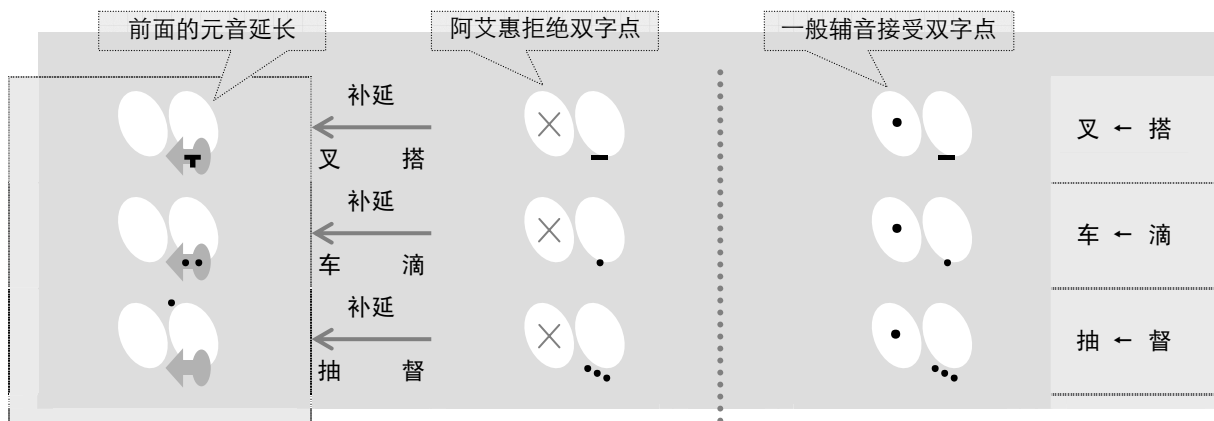 前面的元音延长
阿艾惠拒绝双字点
一般辅音接受双字点
补延
叉 搭
叉 ← 搭
补延
车 滴
车 ← 滴
补延
抽 督
抽 ← 督